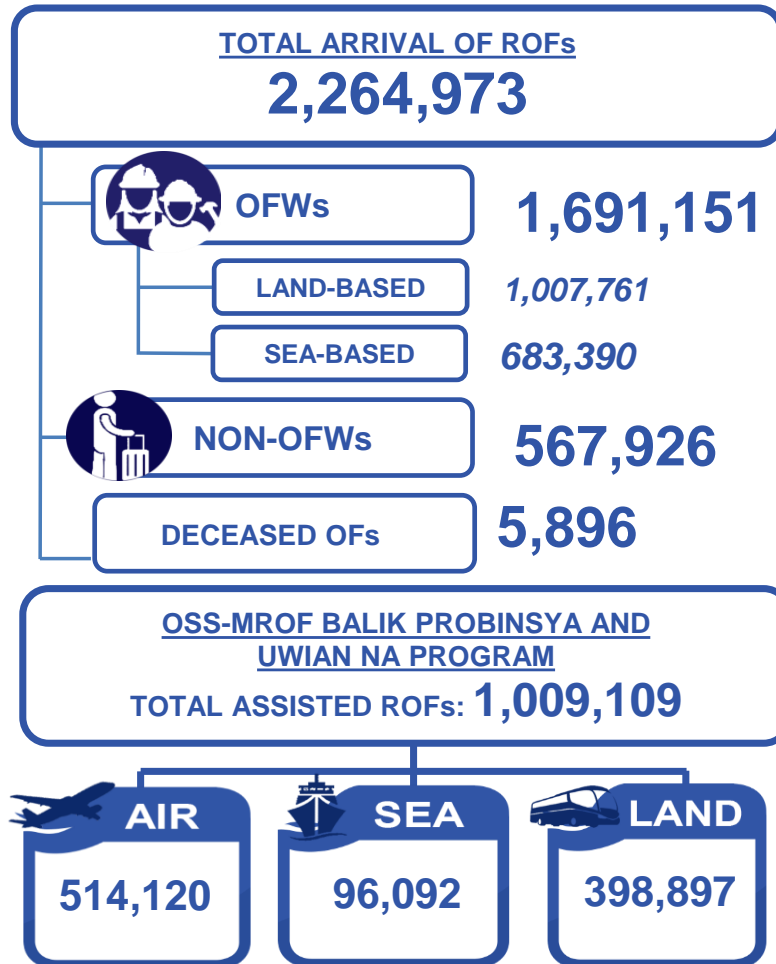 TOTAL ARRIVAL OF ROFs
2,264,973
OFWs 1,691,151
LAND-BASED 1,007,761
SEA-BASED 683,390
NON-OFWs 567,926
DECEASED OFs 5,896
OSS-MROF BALIK PROBINSYA AND
UWIAN NA PROGRAM
TOTAL ASSISTED ROFs: 1,009,109
AIR
514,120
SEA
96,092
LAND
398,897